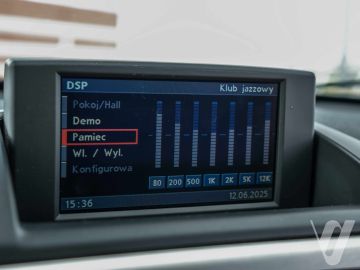 DSP Klub jazzowy
Pokoj/Hall
Demo
Pamiec
Wl. / Wyl.
Konfigurowa
80 200 500 1K 2K 5K 12K
15:36 12.06.2025